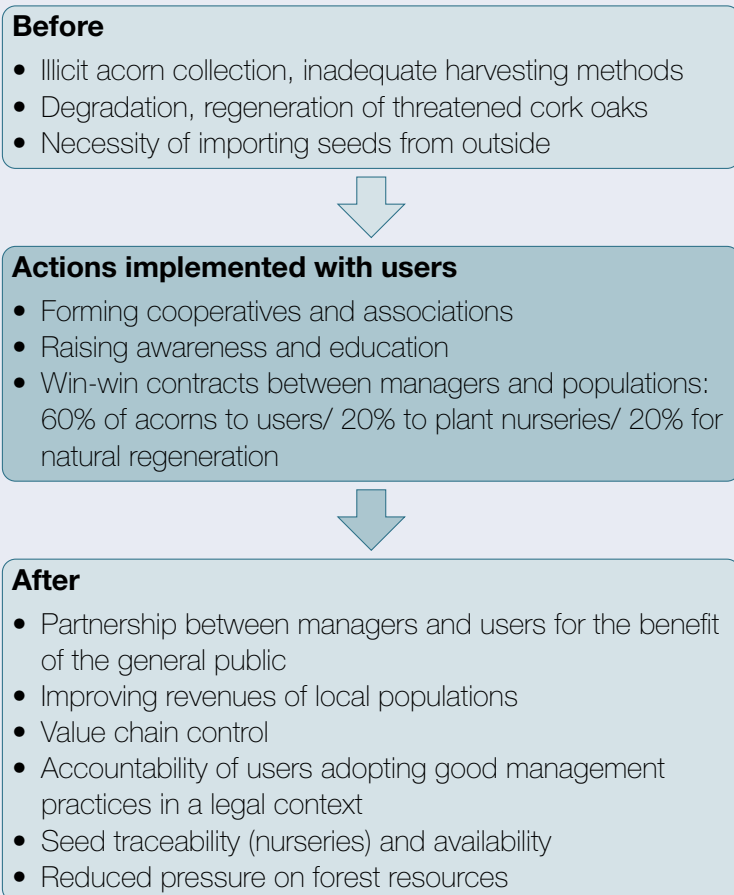 Before
• Illicit acorn collection, inadequate harvesting methods
• Degradation, regeneration of threatened cork oaks
• Necessity of importing seeds from outside
Actions implemented with users
• Forming cooperatives and associations
• Raising awareness and education
• Win-win contracts between managers and populations:
60% of acorns to users/ 20% to plant nurseries/ 20% for
natural regeneration
After
• Partnership between managers and users for the benefit
of the general public
• Improving revenues of local populations
• Value chain control
• Accountability of users adopting good management
practices in a legal context
• Seed traceability (nurseries) and availability
• Reduced pressure on forest resources